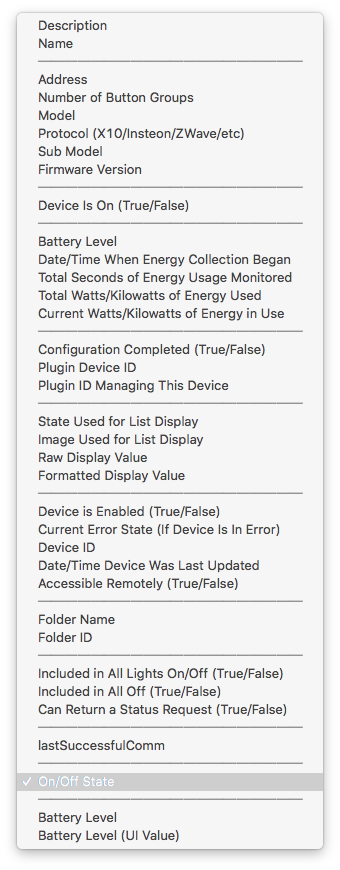 Description
Name
Address
Number of Button Groups
Model
Protocol (X10/Insteon/ZWave/etc)
Sub Model
Firmware Version
Device Is On (True/False)
Battery Level
Date/Time When Energy Collection Began
Total Seconds of Energy Usage Monitored
Total Watts/Kilowatts of Energy Used
Current Watts/Kilowatts of Energy in Use
Configuration Completed (True/False)
Plugin Device ID
Plugin ID Managing This Device
State Used for List Display
Image Used for List Display
Raw Display Value
Formatted Display Value
Device is Enabled (True/False)
Current Error State (If Device Is In Error)
Device ID
Date/Time Device Was Last Updated
Accessible Remotely (True/False)
Folder Name
Folder ID
Included in All Lights On/Off (True/False)
Included in All Off (True/False)
Can Return a Status Request (True/False)
lastSuccessfulComm
✓ On/Off State
Battery Level
Battery Level (UI Value)